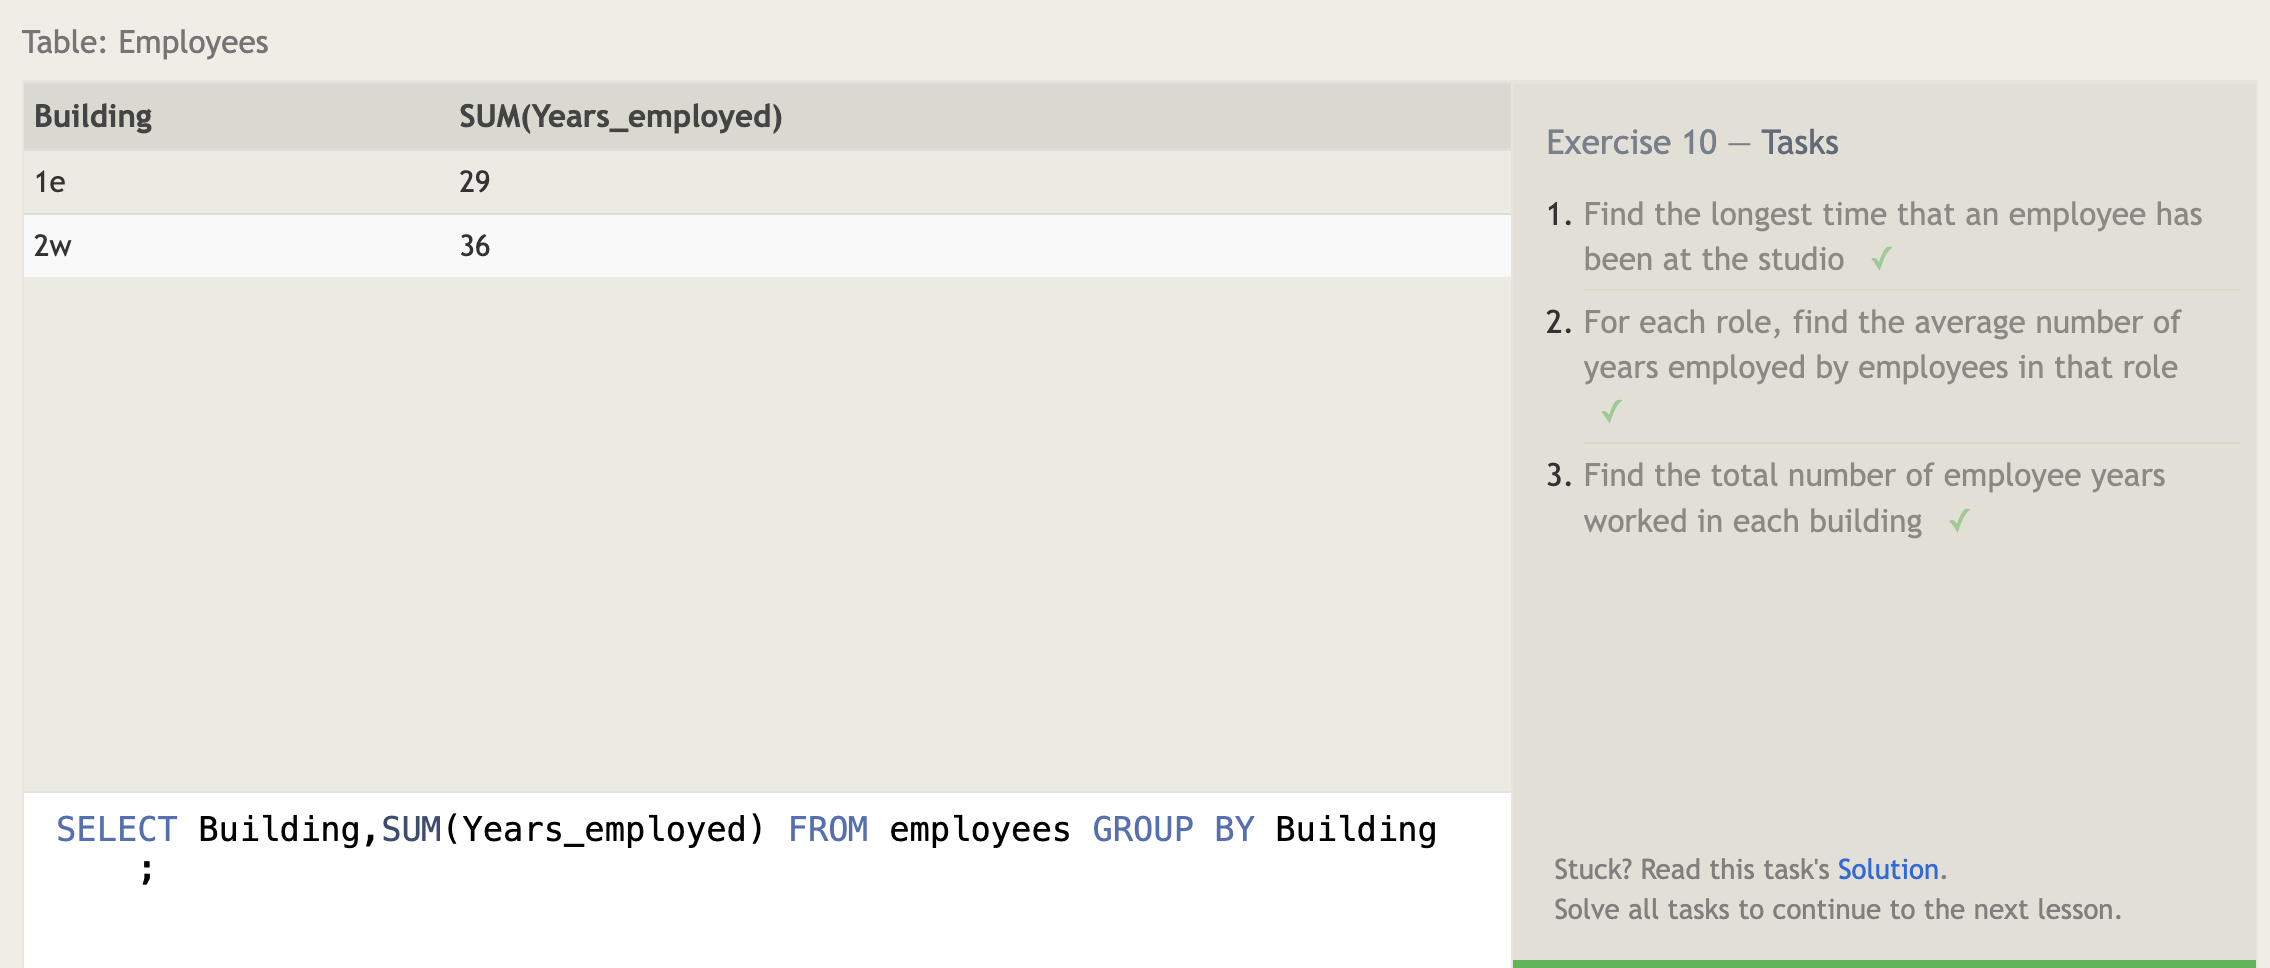 Table: Employees
Building SUM(Years_employed)
1e 29
2w 36
SELECT Building,SUM(Years_employed) FROM employees GROUP BY Building
;
Exercise 10 — Tasks
1. Find the longest time that an employee has
been at the studio ✓
2. For each role, find the average number of
years employed by employees in that role
✓
3. Find the total number of employee years
worked in each building ✓
Stuck? Read this task's Solution.
Solve all tasks to continue to the next lesson.